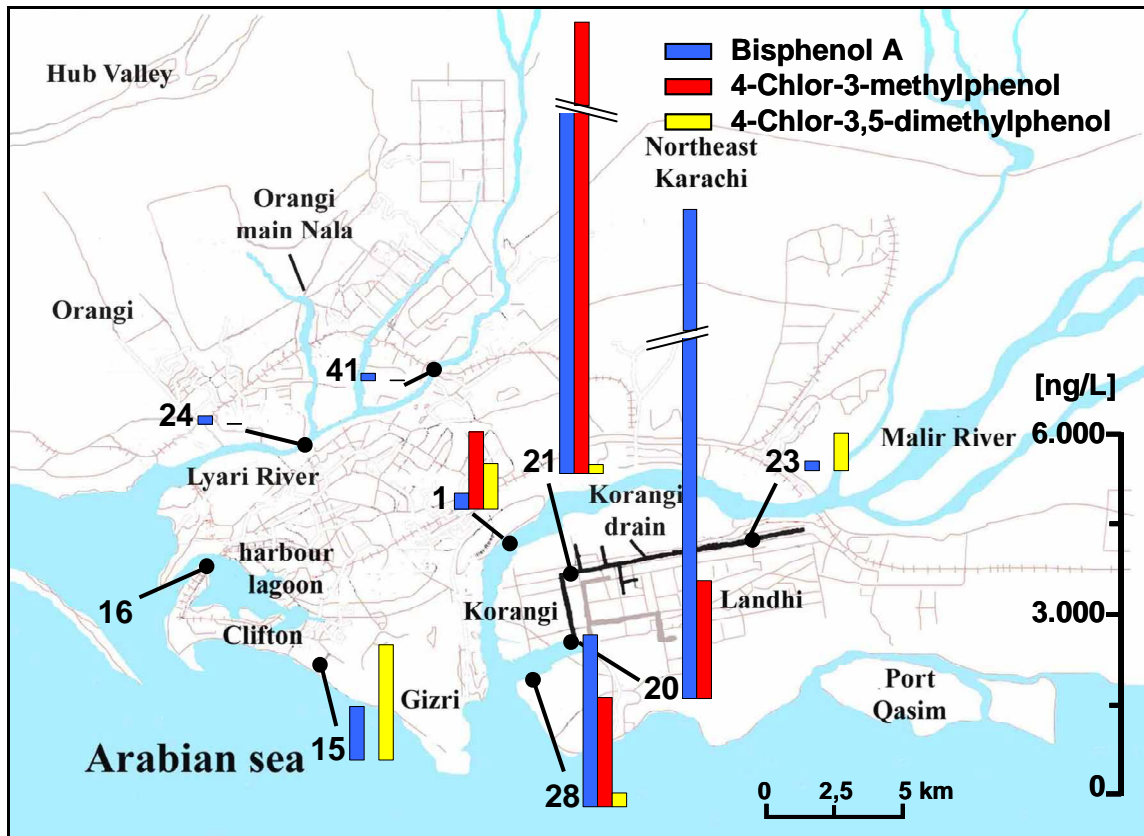 Hub Valley
Bisphenol A
4-Chlor-3-methylphenol
4-Chlor-3,5-dimethylphenol
Northeast
Karachi
Orangi
main Nala
Orangi
41
24
[ng/L]
6.000
Malir River
Lyari River
21
23
1
Korangi
drain
harbour
lagoon
16
Korangi
Landhi
3.000
Clifton
20
Gizri
Port
Qasim
15
Arabian sea
28
0
2,5
5 km
0